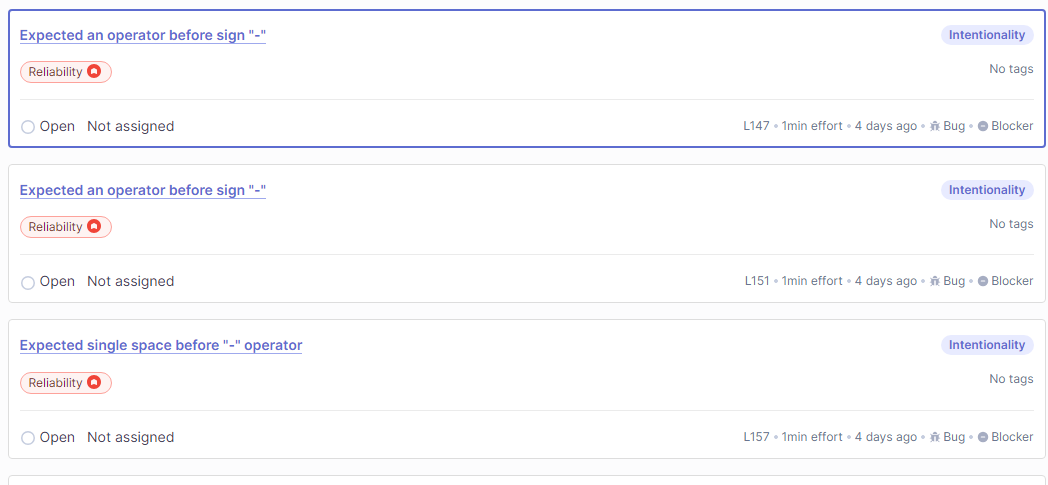 Expected an operator before sign "-" Intentionality
Reliability No tags
Open Not assigned L147 • 1min effort • 4 days ago • Bug • Blocker
Expected an operator before sign "-" Intentionality
Reliability No tags
Open Not assigned L151 • 1min effort • 4 days ago • Bug • Blocker
Expected single space before "-" operator Intentionality
Reliability No tags
Open Not assigned L157 • 1min effort • 4 days ago • Bug • Blocker